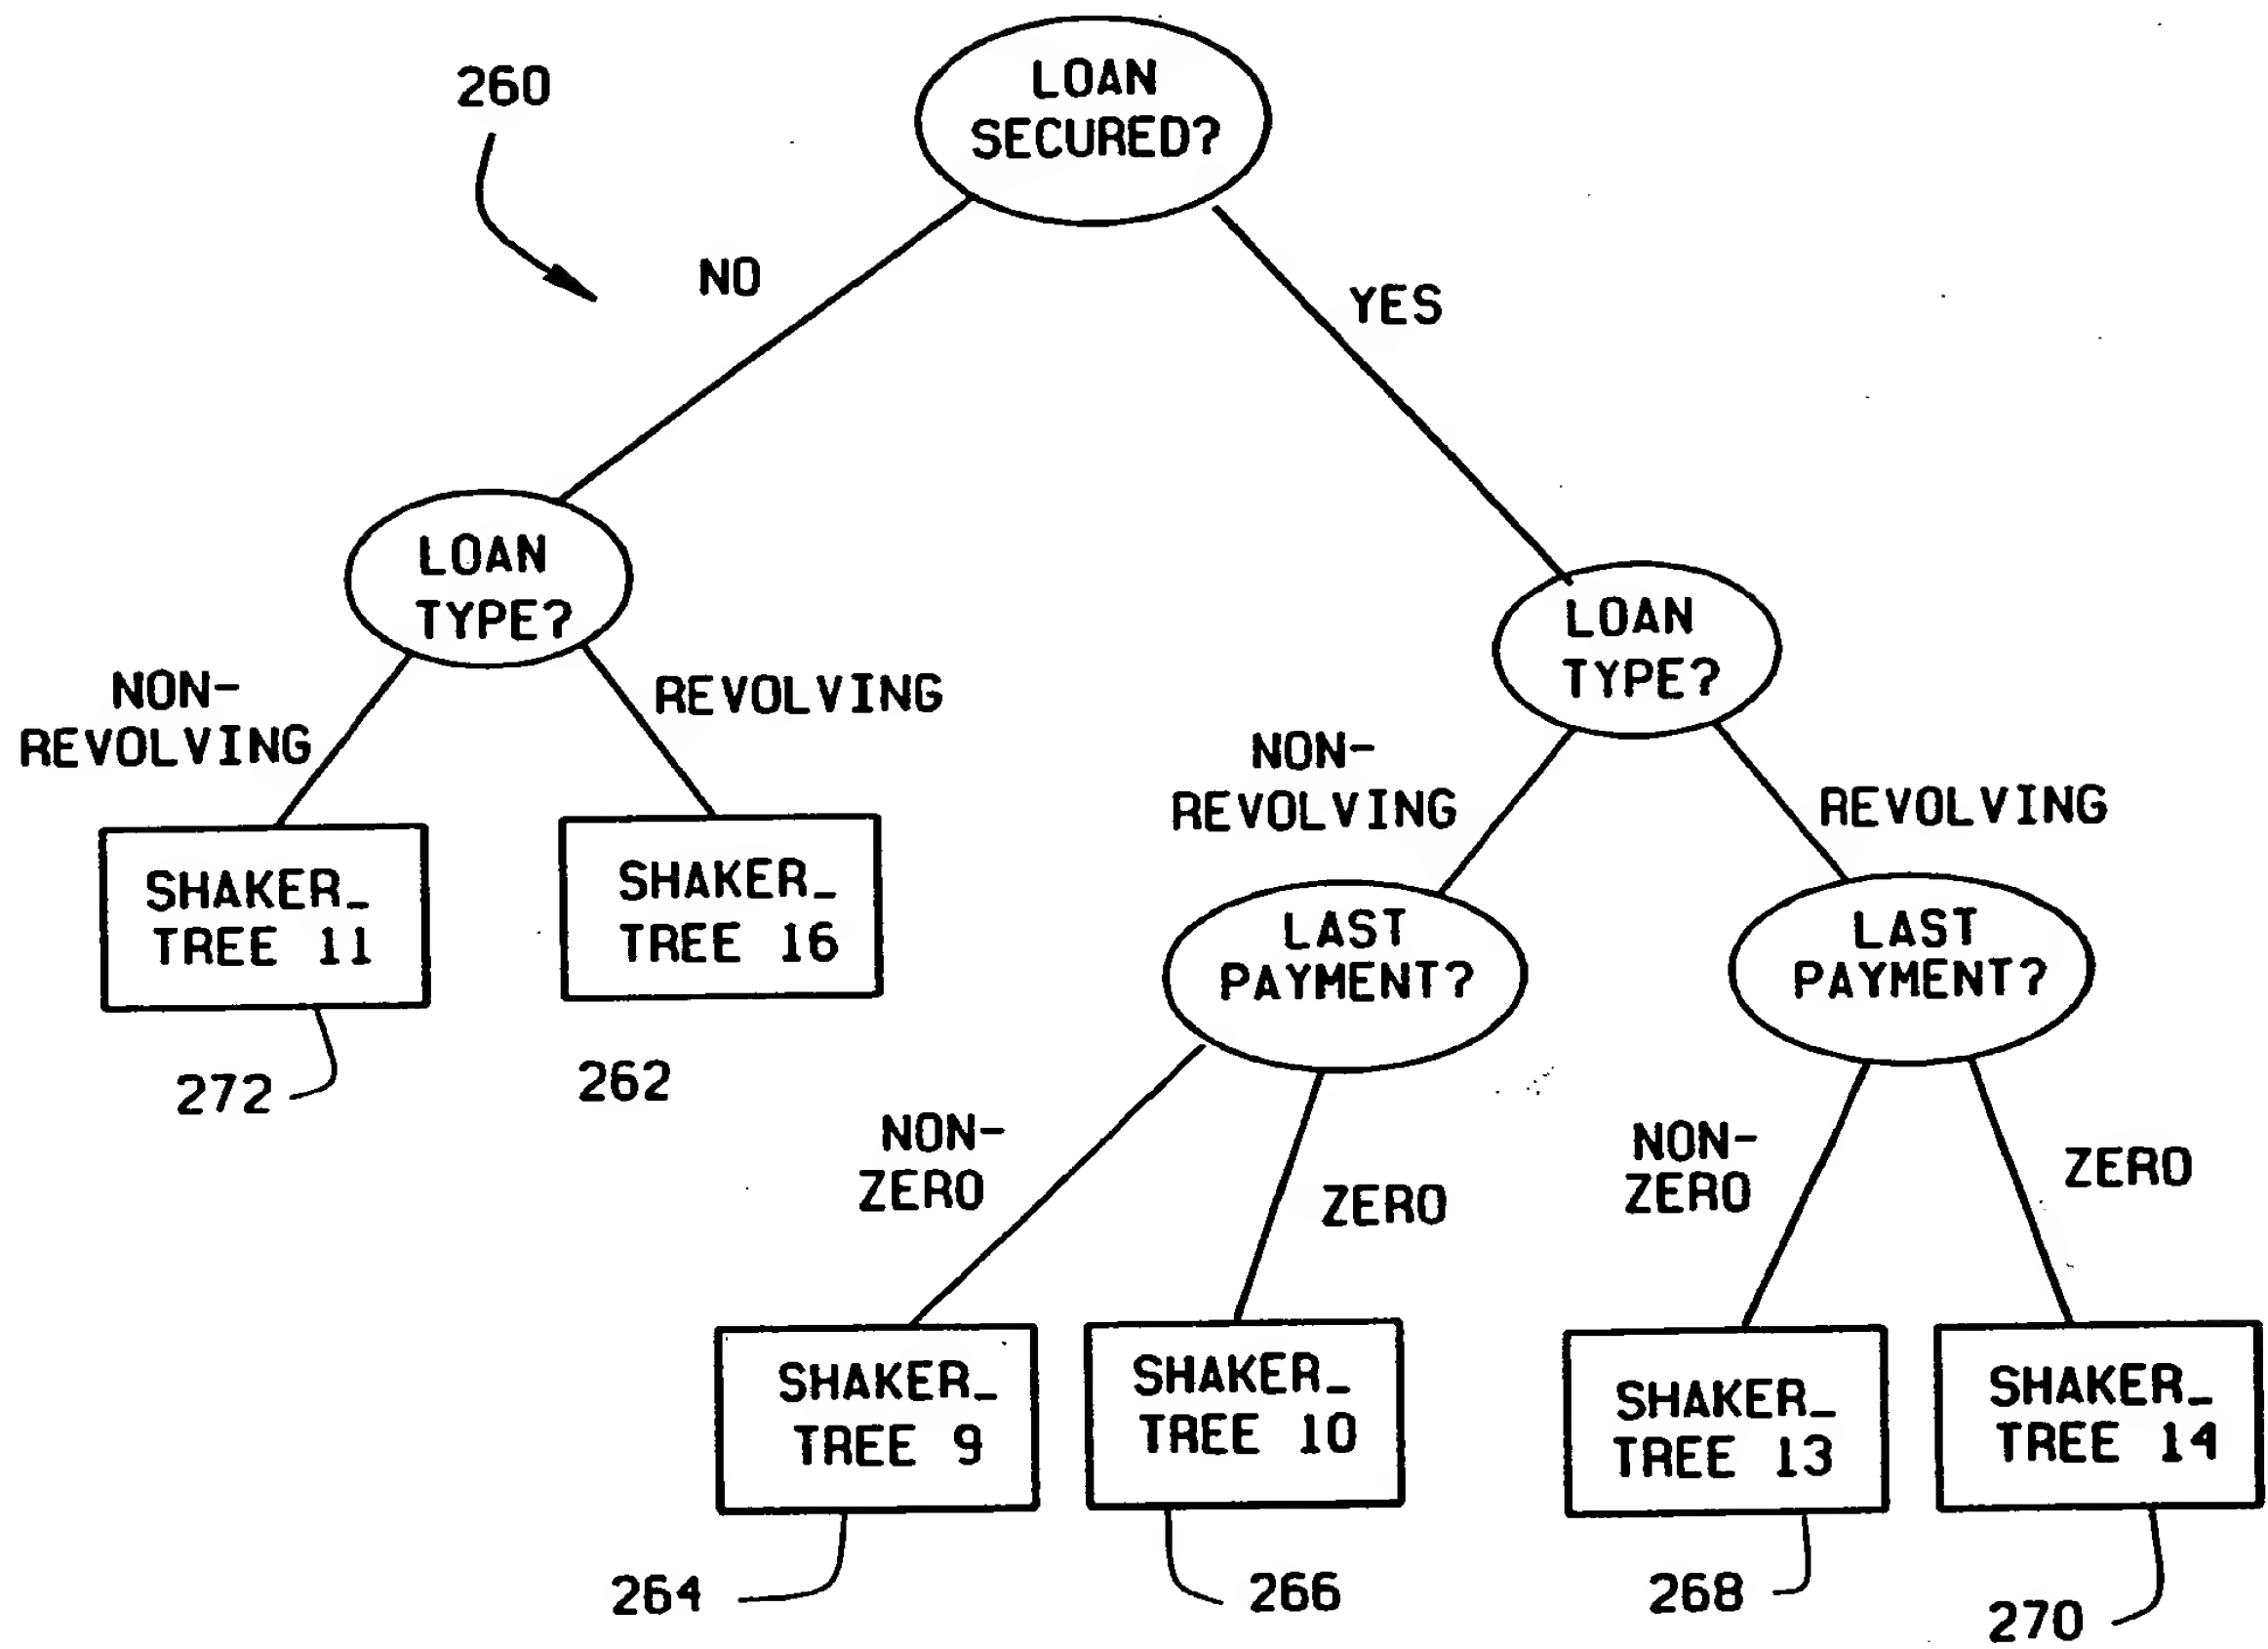 260
LOAN
SECURED?
NO
YES
LOAN
TYPE?
LOAN
TYPE?
NON-
REVOLVING
REVOLVING
NON-
REVOLVING
REVOLVING
SHAKER_
TREE 11
SHAKER_
TREE 16
LAST
PAYMENT?
LAST
PAYMENT?
272
262
NON-
ZERO
ZERO
NON-
ZERO
ZERO
SHAKER_
TREE 9
SHAKER_
TREE 10
SHAKER_
TREE 13
SHAKER_
TREE 14
264
266
268
270